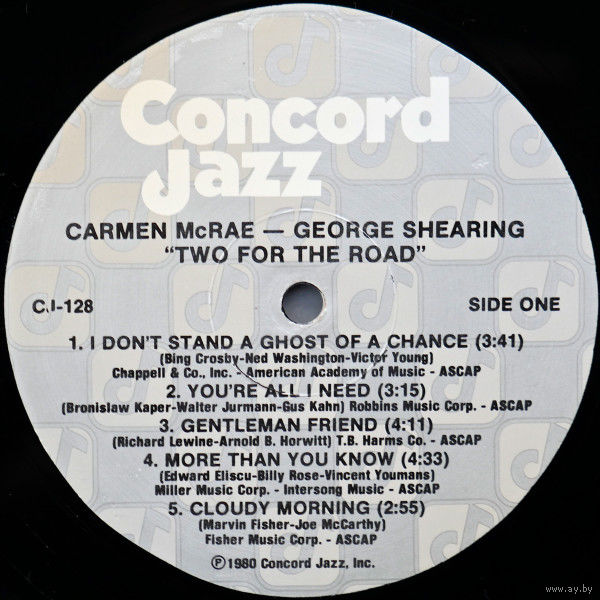 Concord
Jazz
CARMEN McRAE — GEORGE SHEARING
"TWO FOR THE ROAD"
CJ-128
SIDE ONE
1. I DON'T STAND A GHOST OF A CHANCE (3:41)
(Bing Crosby-Ned Washington-Victor Young)
Chappell & Co., Inc. - American Academy of Music - ASCAP
2. YOU'RE ALL I NEED (3:15)
(Bronislaw Kaper-Walter Jurmann-Gus Kahn) Robbins Music Corp. - ASCAP
3. GENTLEMAN FRIEND (4:11)
(Richard Lewine-Arnold B. Horwitt) T.B. Harms Co. - ASCAP
4. MORE THAN YOU KNOW (4:33)
(Edward Eliscu-Billy Rose-Vincent Youmans)
Miller Music Corp. - Intersong Music - ASCAP
5. CLOUDY MORNING (2:55)
(Marvin Fisher-Joe McCarthy)
Fisher Music Corp. - ASCAP
℗1980 Concord Jazz, Inc.
www.ay.by